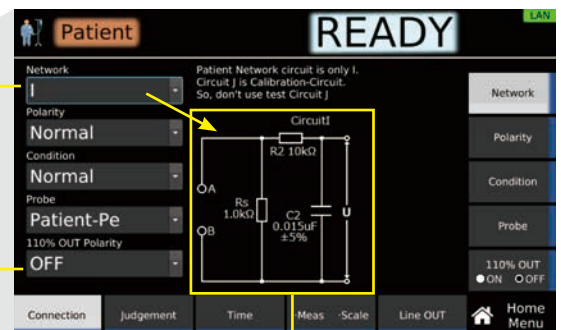 Patient
READY
LAN
Network
I
Polarity
Normal
Condition
Normal
Probe
Patient-Pe
110% OUT Polarity
OFF
Patient Network circuit is only I.
Circuit J is Calibration-Circuit.
So, don't use test Circuit J
CircuitI
R2 10kΩ
A
Rs
1.0kΩ
B
C2
0.015uF
±5%
U
Network
Polarity
Condition
Probe
110% OUT
ON OFF
Connection
Judgement
Time
·Meas ·Scale
Line OUT
Home
Menu